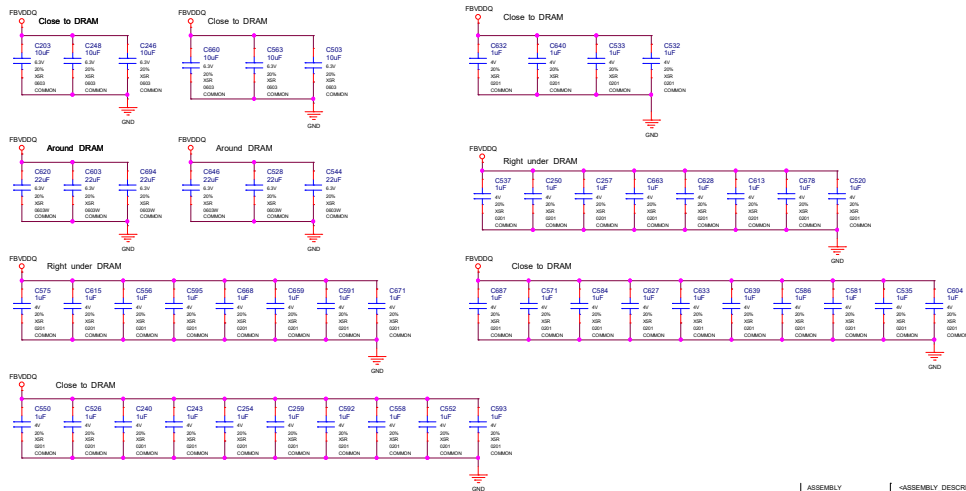 FBVDDQ
Close to DRAM
C203 C248 C246
10uF 10uF 10uF
6.3V 6.3V 6.3V
20% 20% 20%
X5R X5R X5R
0603 0603 0603
COMMON COMMON COMMON
GND
FBVDDQ
Close to DRAM
C660 C563 C503
10uF 10uF 10uF
6.3V 6.3V 6.3V
20% 20% 20%
X5R X5R X5R
0603 0603 0603
COMMON COMMON COMMON
GND
FBVDDQ
Close to DRAM
C632 C640 C533 C532
1uF 1uF 1uF 1uF
4V 4V 4V 4V
20% 20% 20% 20%
X5R X5R X5R X5R
0201 0201 0201 0201
COMMON COMMON COMMON COMMON
GND
FBVDDQ
Around DRAM
C620 C603 C694
22uF 22uF 22uF
6.3V 6.3V 6.3V
20% 20% 20%
X5R X5R X5R
0603W 0603W 0603W
COMMON COMMON COMMON
GND
FBVDDQ
Around DRAM
C646 C528 C544
22uF 22uF 22uF
6.3V 6.3V 6.3V
20% 20% 20%
X5R X5R X5R
0603W 0603W 0603W
COMMON COMMON COMMON
GND
FBVDDQ
Right under DRAM
C537 C250 C257 C663 C628 C613 C678 C520
1uF 1uF 1uF 1uF 1uF 1uF 1uF 1uF
4V 4V 4V 4V 4V 4V 4V 4V
20% 20% 20% 20% 20% 20% 20% 20%
X5R X5R X5R X5R X5R X5R X5R X5R
0201 0201 0201 0201 0201 0201 0201 0201
COMMON COMMON COMMON COMMON COMMON COMMON COMMON COMMON
GND
FBVDDQ
Right under DRAM
C575 C615 C556 C595 C668 C659 C591 C671
1uF 1uF 1uF 1uF 1uF 1uF 1uF 1uF
4V 4V 4V 4V 4V 4V 4V 4V
20% 20% 20% 20% 20% 20% 20% 20%
X5R X5R X5R X5R X5R X5R X5R X5R
0201 0201 0201 0201 0201 0201 0201 0201
COMMON COMMON COMMON COMMON COMMON COMMON COMMON COMMON
GND
FBVDDQ
Close to DRAM
C687 C571 C584 C627 C633 C639 C586 C581 C535 C604
1uF 1uF 1uF 1uF 1uF 1uF 1uF 1uF 1uF 1uF
4V 4V 4V 4V 4V 4V 4V 4V 4V 4V
20% 20% 20% 20% 20% 20% 20% 20% 20% 20%
X5R X5R X5R X5R X5R X5R X5R X5R X5R X5R
0201 0201 0201 0201 0201 0201 0201 0201 0201 0201
COMMON COMMON COMMON COMMON COMMON COMMON COMMON COMMON COMMON COMMON
GND
FBVDDQ
Close to DRAM
C550 C526 C240 C243 C254 C259 C592 C558 C552 C593
1uF 1uF 1uF 1uF 1uF 1uF 1uF 1uF 1uF 1uF
4V 4V 4V 4V 4V 4V 4V 4V 4V 4V
20% 20% 20% 20% 20% 20% 20% 20% 20% 20%
X5R X5R X5R X5R X5R X5R X5R X5R X5R X5R
0201 0201 0201 0201 0201 0201 0201 0201 0201 0201
COMMON COMMON COMMON COMMON COMMON COMMON COMMON COMMON COMMON COMMON
GND
ASSEMBLY <ASSEMBLY DESCRI